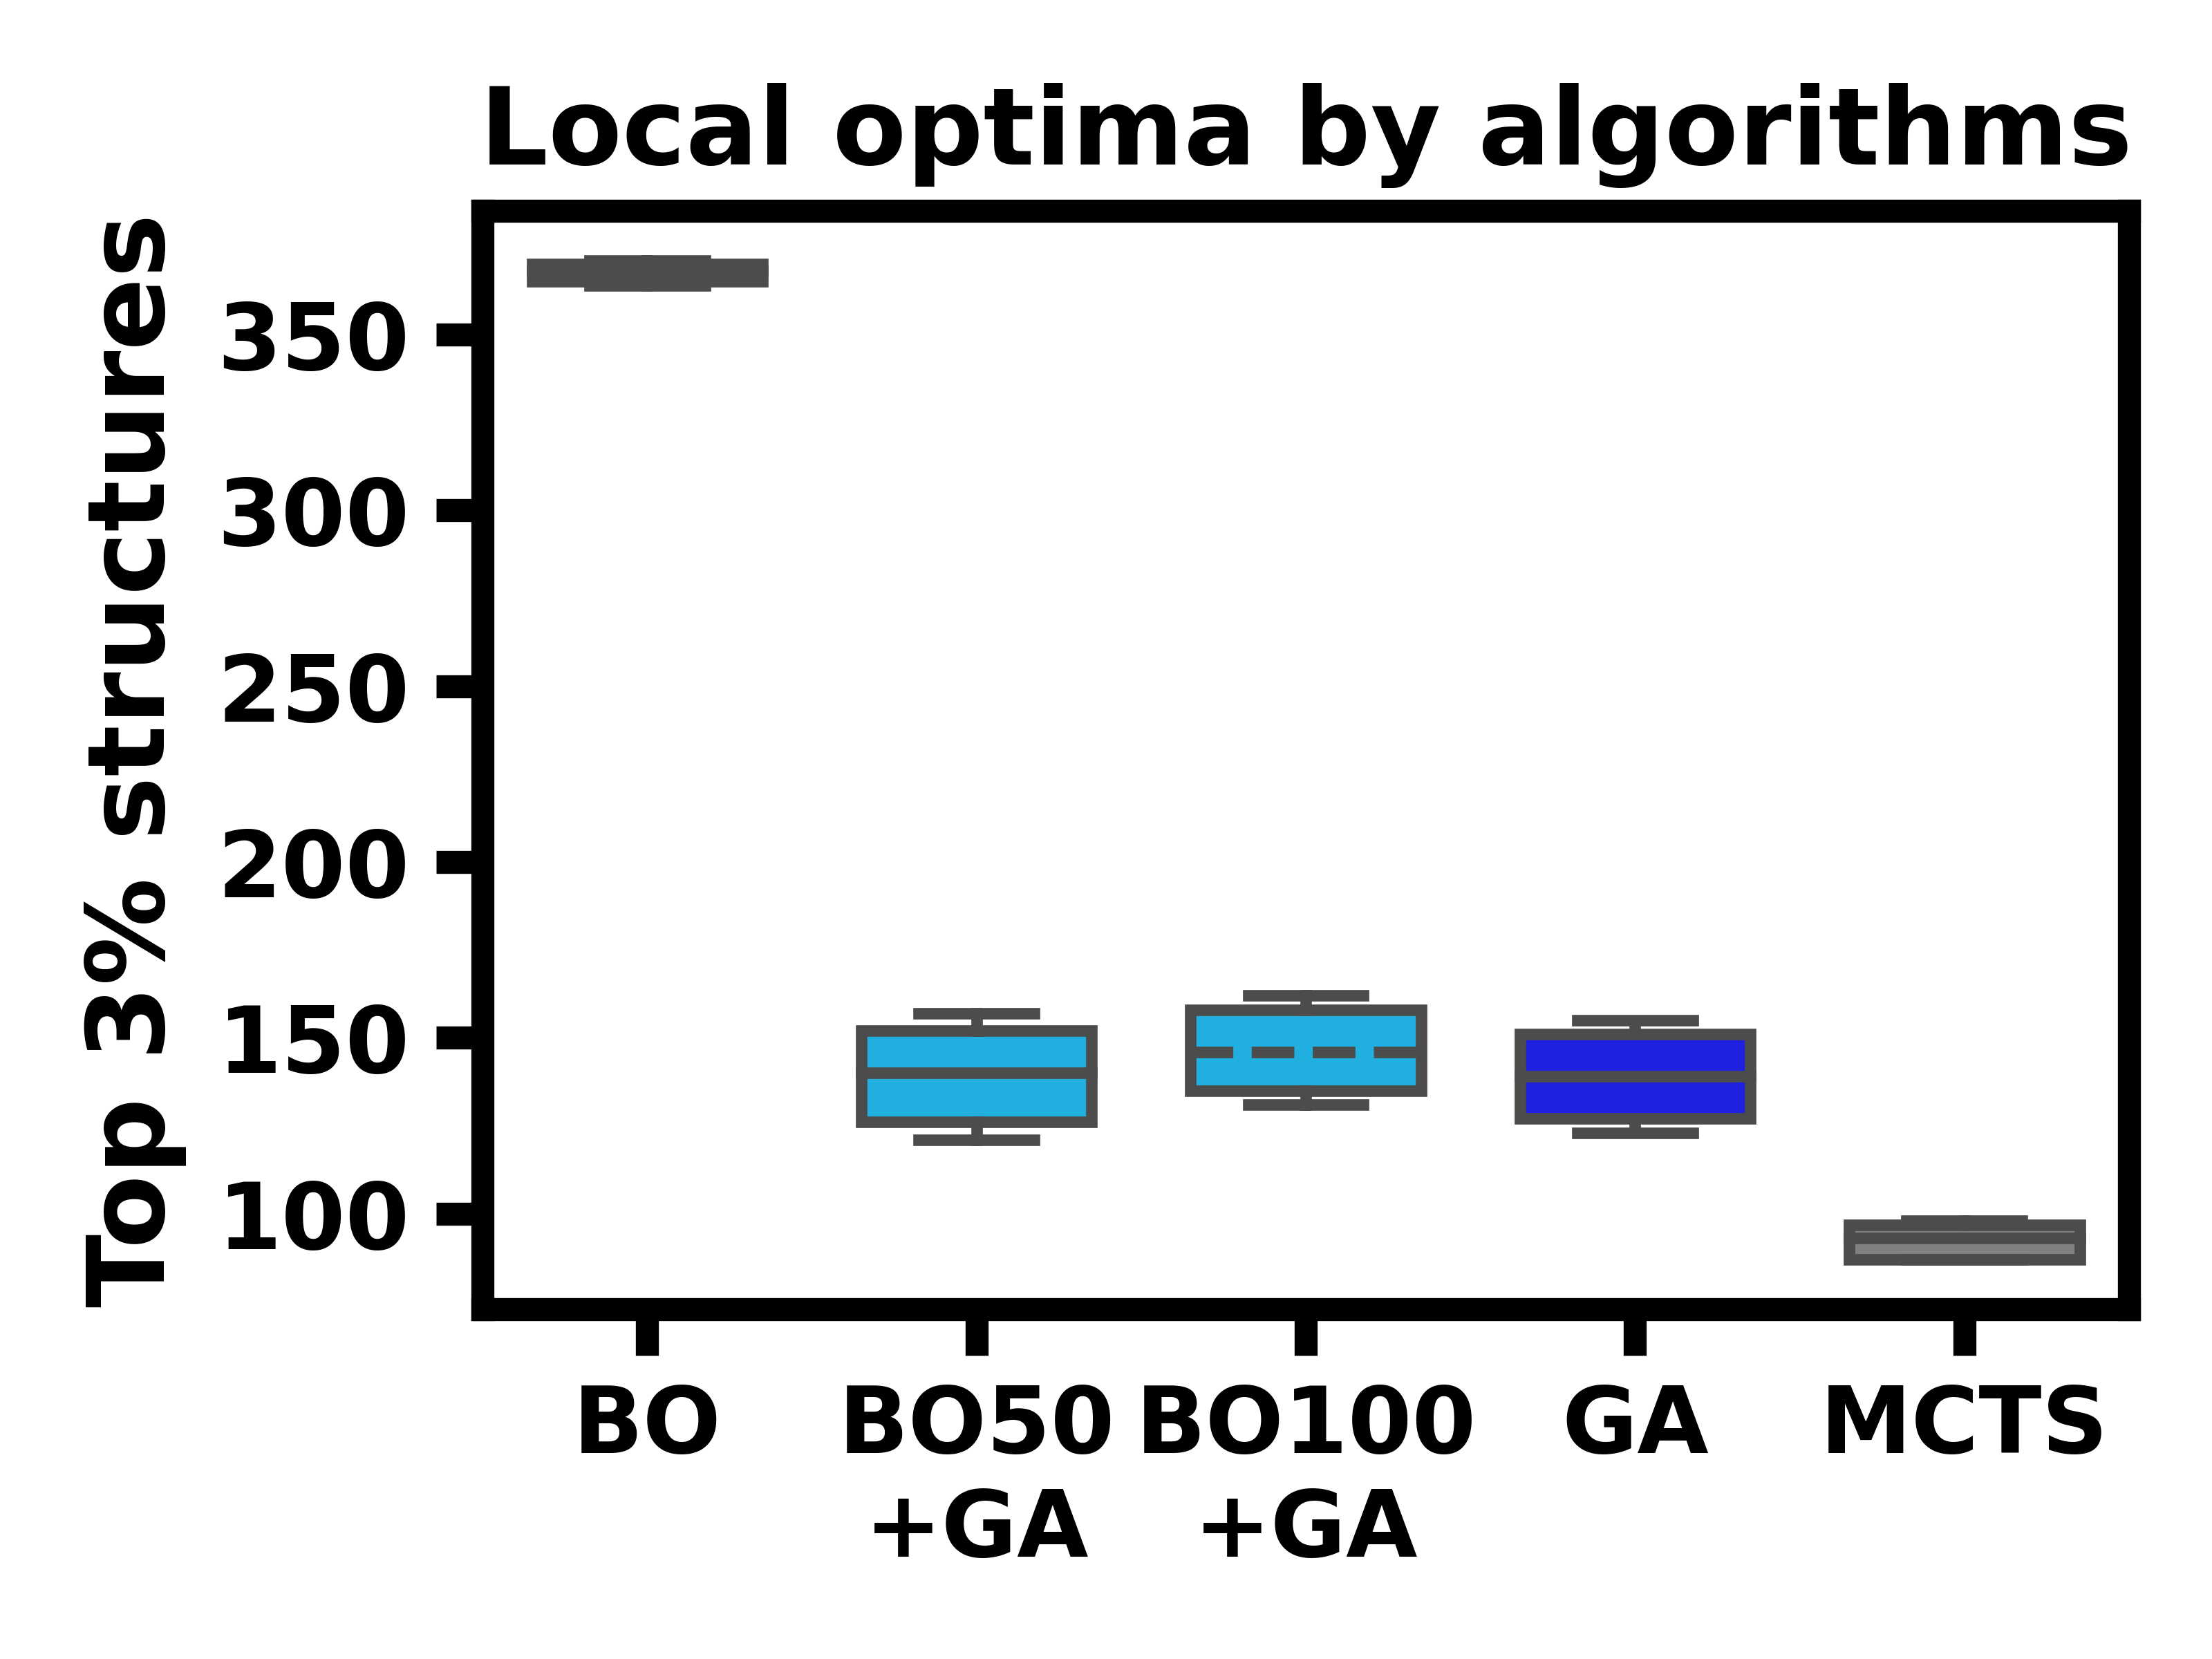 Local optima by algorithms
Top 3% structures
350
300
250
200
150
100
BO
BO50
+GA
BO100
+GA
GA
MCTS